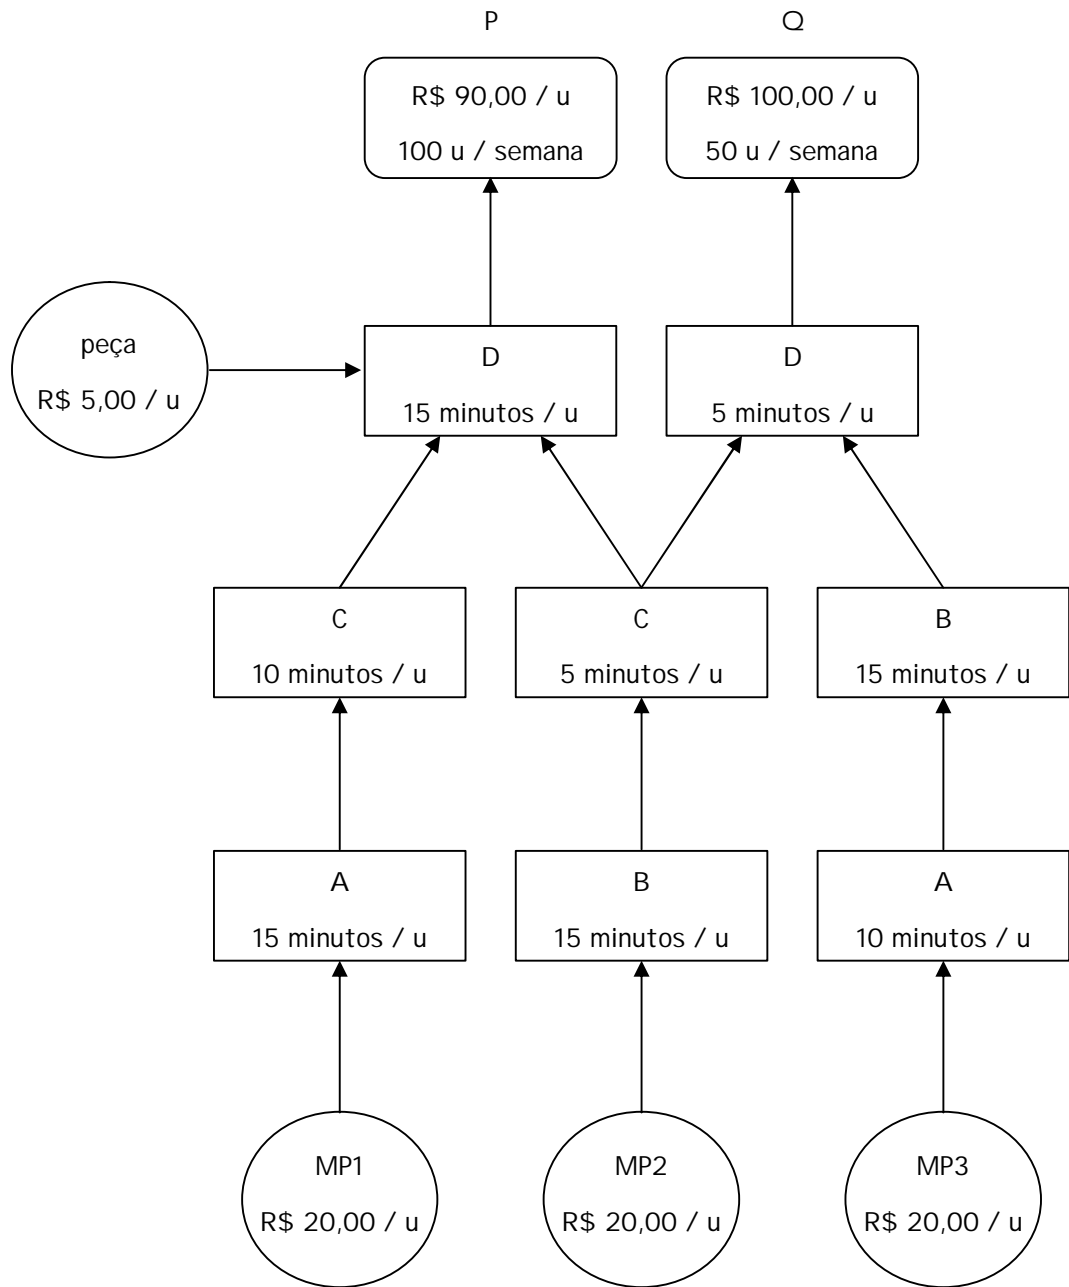 P
Q
R$ 90,00 / u
100 u / semana
R$ 100,00 / u
50 u / semana
peça
R$ 5,00 / u
D
15 minutos / u
D
5 minutos / u
C
10 minutos / u
C
5 minutos / u
B
15 minutos / u
A
15 minutos / u
B
15 minutos / u
A
10 minutos / u
MP1
R$ 20,00 / u
MP2
R$ 20,00 / u
MP3
R$ 20,00 / u